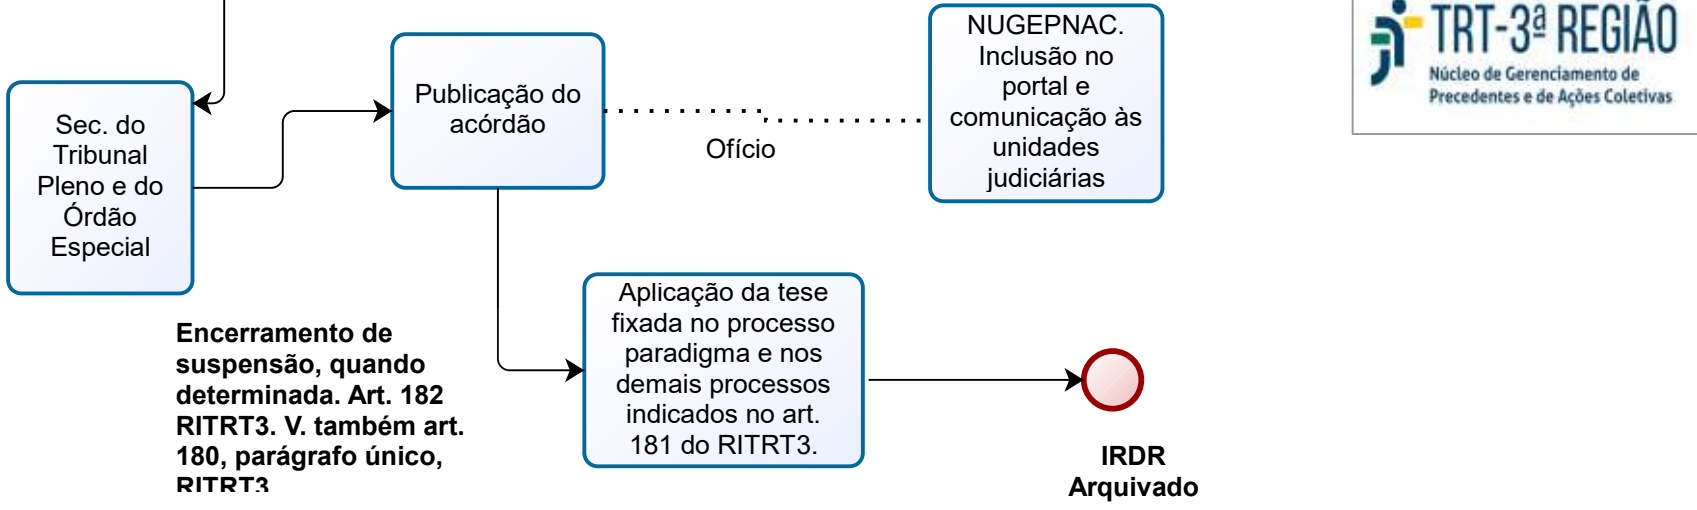 TRT-3ª REGIÃO
Núcleo de Gerenciamento de
Precedentes e de Ações Coletivas
Sec. do
Tribunal
Pleno e do
Órdão
Especial
Publicação do
acórdão
Ofício
NUGEPNAC.
Inclusão no
portal e
comunicação às
unidades
judiciárias
Encerramento de
suspensão, quando
determinada. Art. 182
RITRT3. V. também art.
180, parágrafo único,
RITRT3
Aplicação da tese
fixada no processo
paradigma e nos
demais processos
indicados no art.
181 do RITRT3.
IRDR
Arquivado